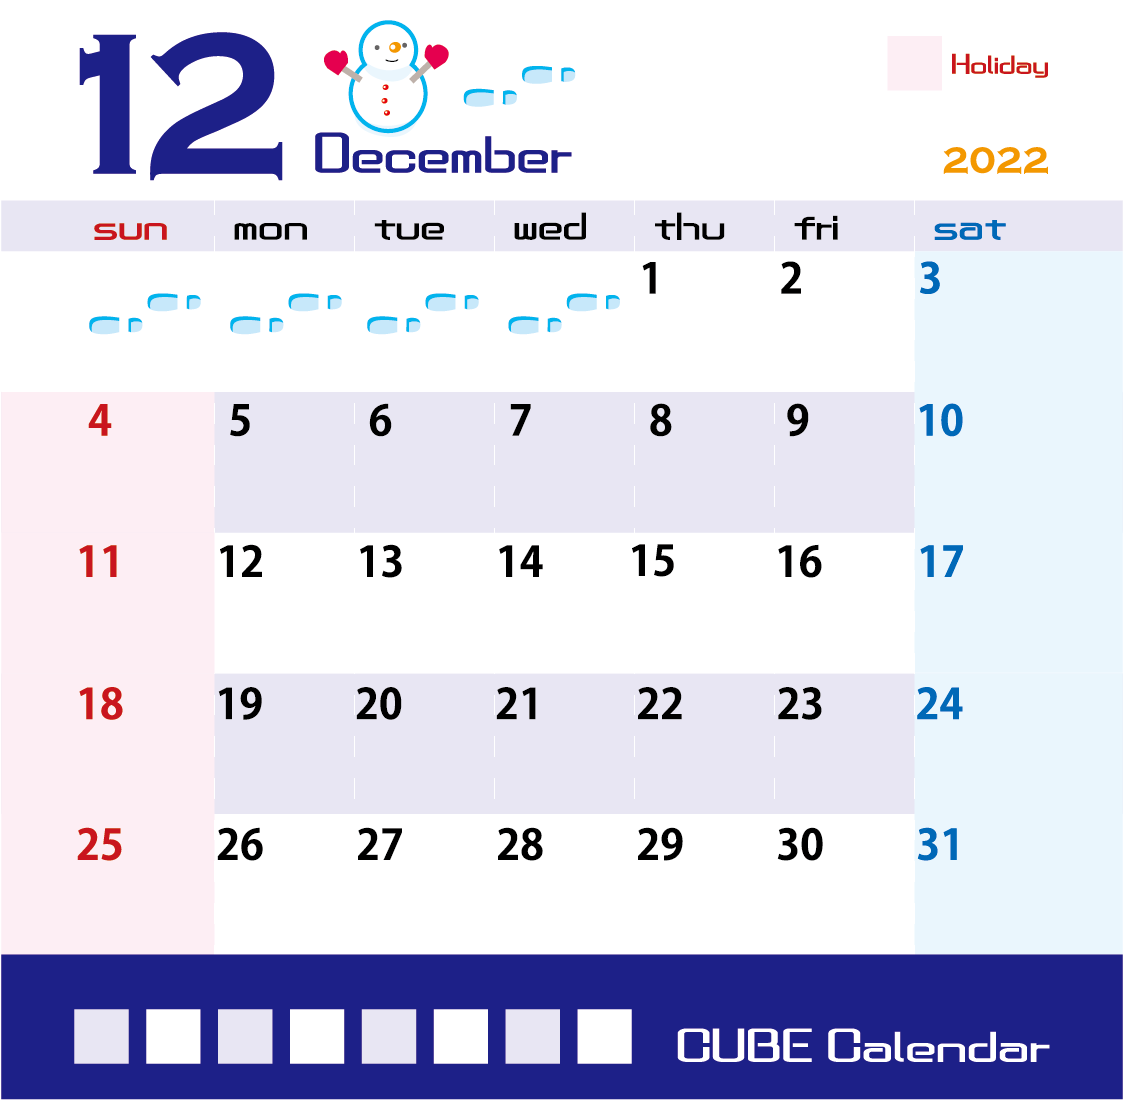 12
December
Holiday
2022
sun mon tue wed thu fri sat
1 2 3
4 5 6 7 8 9 10
11 12 13 14 15 16 17
18 19 20 21 22 23 24
25 26 27 28 29 30 31
CUBE Calendar